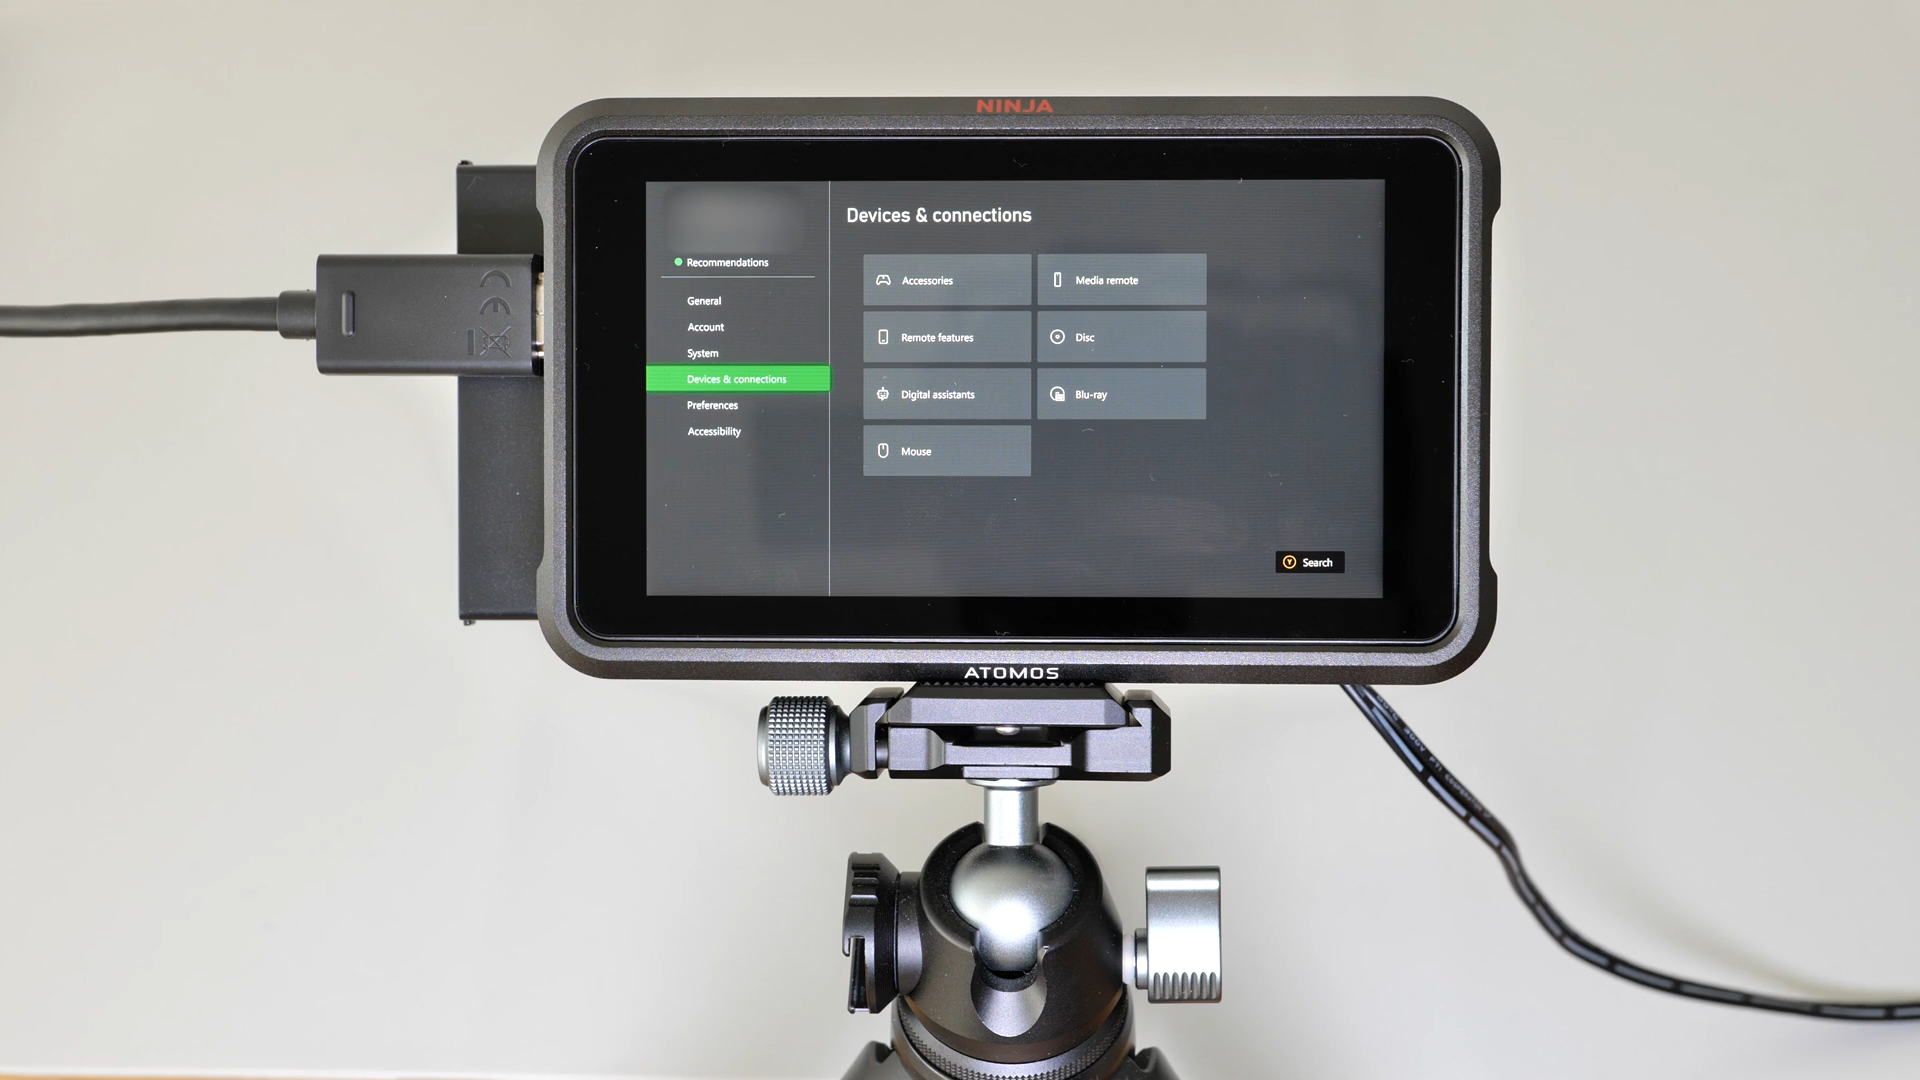 NINJA
Devices & connections
Recommendations
General
Account
System
Devices & connections
Preferences
Accessibility
Accessories
Media remote
Remote features
Disc
Digital assistants
Blu-ray
Mouse
Y Search
ATOMOS
CE